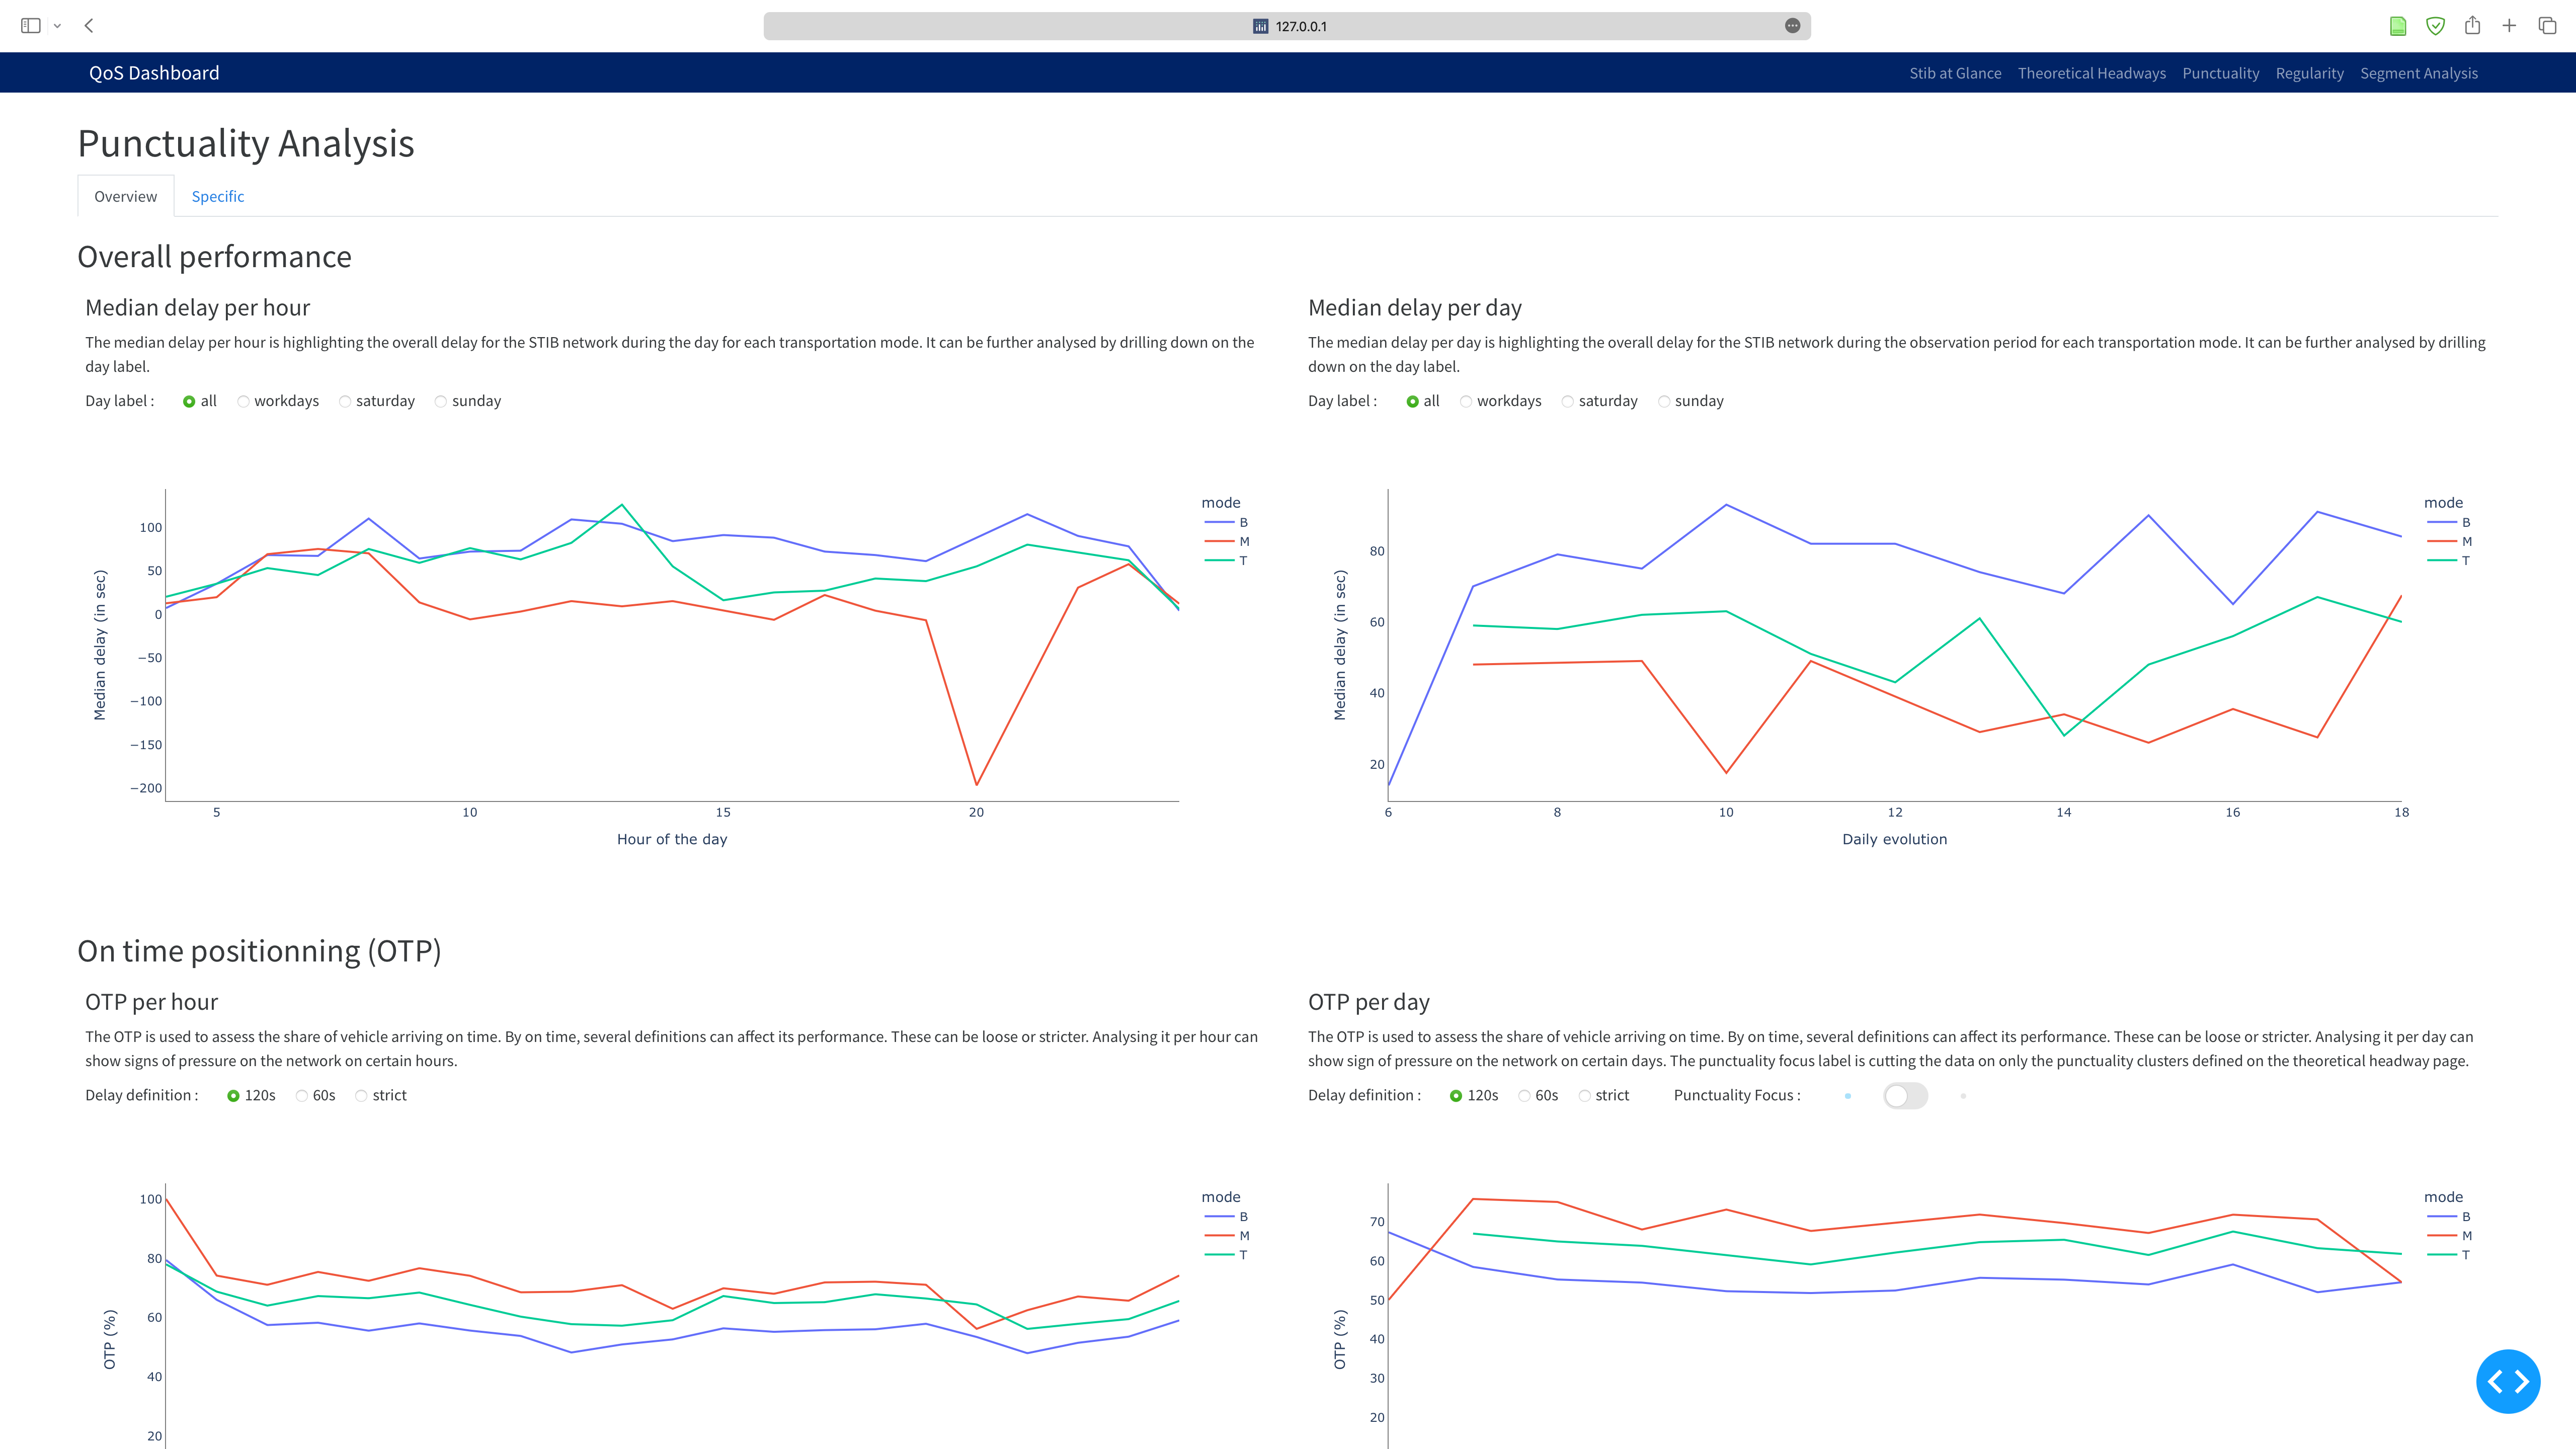 127.0.0.1
QoS Dashboard
Stib at Glance Theoretical Headways Punctuality Regularity Segment Analysis
Punctuality Analysis
Overview Specific
Overall performance
Median delay per hour
The median delay per hour is highlighting the overall delay for the STIB network during the day for each transportation mode. It can be further analysed by drilling down on the
day label.
Day label : all workdays saturday sunday
100
50
0
−50
−100
−150
−200
Median delay (in sec)
5 10 15 20
Hour of the day
mode
B
M
T
Median delay per day
The median delay per day is highlighting the overall delay for the STIB network during the observation period for each transportation mode. It can be further analysed by drilling
down on the day label.
Day label : all workdays saturday sunday
80
60
40
20
Median delay (in sec)
6 8 10 12 14 16 18
Daily evolution
mode
B
M
T
On time positionning (OTP)
OTP per hour
The OTP is used to assess the share of vehicle arriving on time. By on time, several definitions can affect its performance. These can be loose or stricter. Analysing it per hour can
show signs of pressure on the network on certain hours.
Delay definition : 120s 60s strict
100
80
60
40
20
OTP (%)
mode
B
M
T
OTP per day
The OTP is used to assess the share of vehicle arriving on time. By on time, several definitions can affect its performance. These can be loose or stricter. Analysing it per day can
show sign of pressure on the network on certain days. The punctuality focus label is cutting the data on only the punctuality clusters defined on the theoretical headway page.
Delay definition : 120s 60s strict Punctuality Focus :
70
60
50
40
30
20
OTP (%)
mode
B
M
T